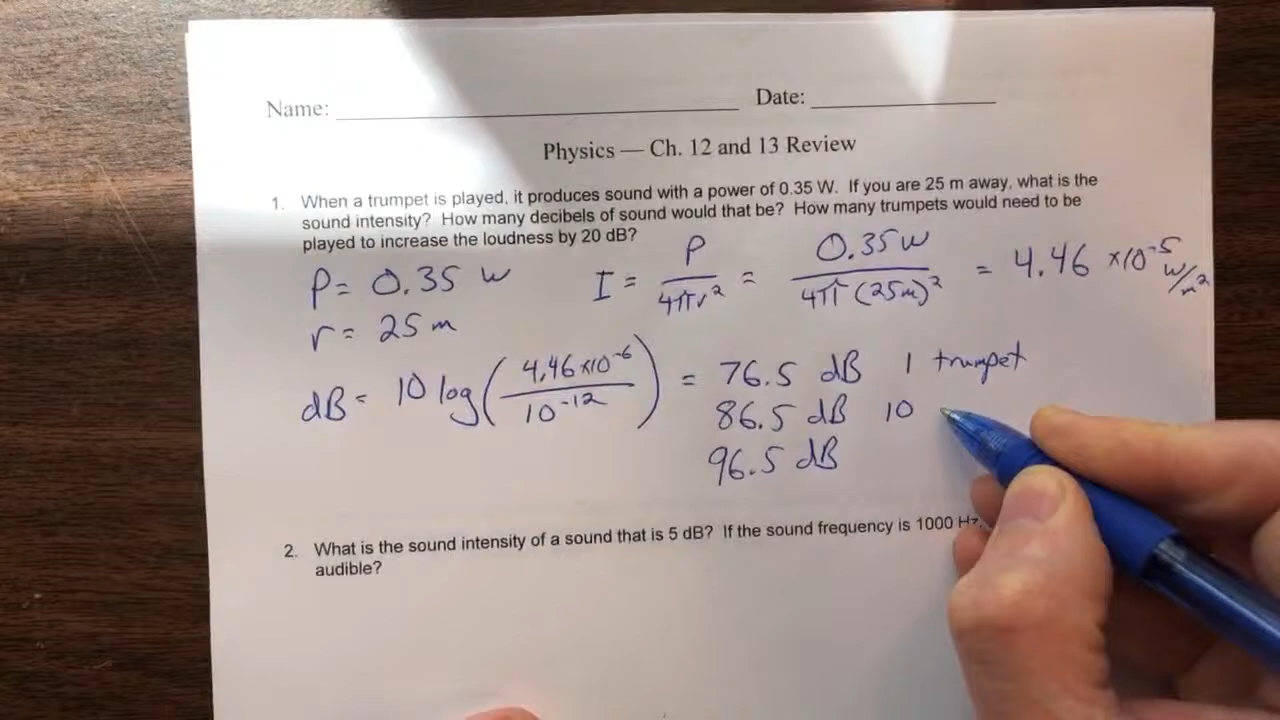 Name: Date:
Physics — Ch. 12 and 13 Review
1. When a trumpet is played, it produces sound with a power of 0.35 W. If you are 25 m away, what is the
sound intensity? How many decibels of sound would that be? How many trumpets would need to be
played to increase the loudness by 20 dB?
P = 0.35 W
I = P / 4πr² = 0.35W / 4π(25m)² = 4.46 ×10⁻⁵ W/m²
r = 25 m
dB = 10 log(4.46×10⁻⁶ / 10⁻¹²) = 76.5 dB 1 trumpet
86.5 dB 10
96.5 dB
2. What is the sound intensity of a sound that is 5 dB? If the sound frequency is 1000 Hz,
audible?